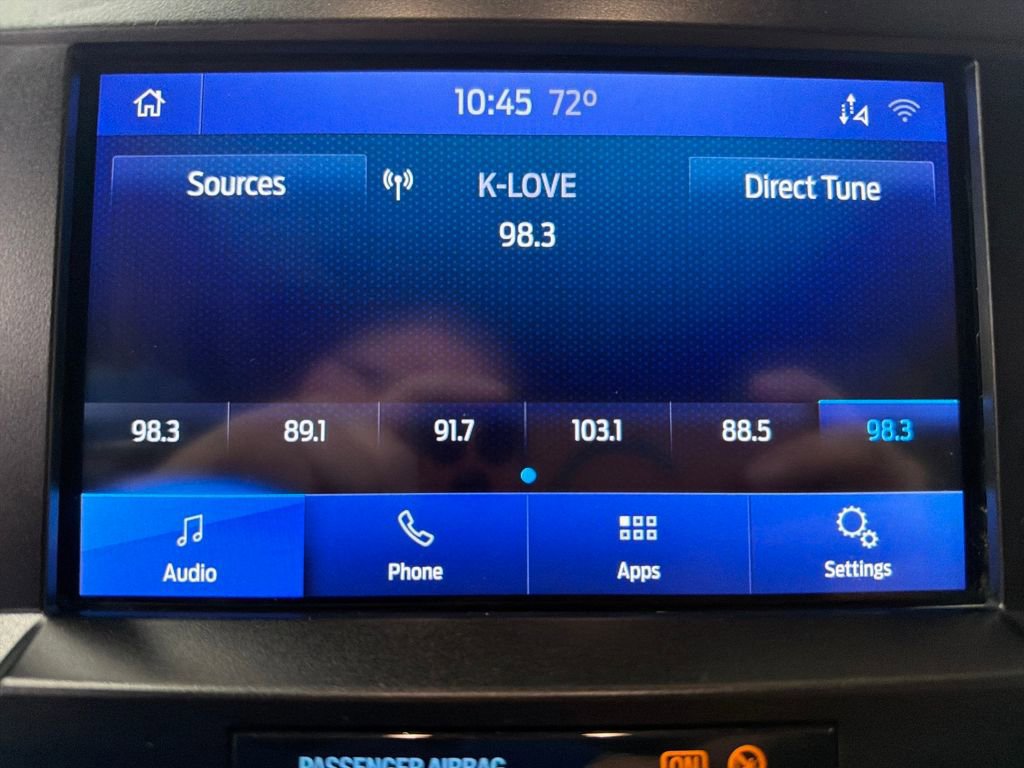 10:45 72°
Sources K-LOVE Direct Tune
98.3
98.3 89.1 91.7 103.1 88.5 98.3
Audio Phone Apps Settings
PASSENGER AIRBAG ON